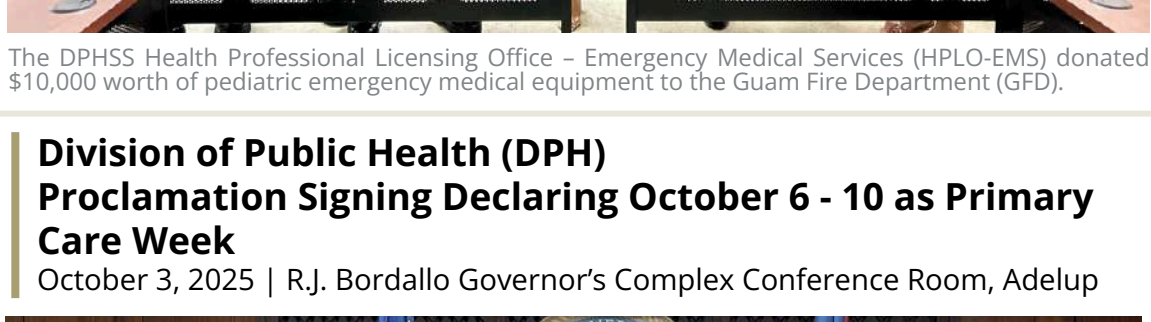 The DPHSS Health Professional Licensing Office – Emergency Medical Services (HPLO-EMS) donated
$10,000 worth of pediatric emergency medical equipment to the Guam Fire Department (GFD).
Division of Public Health (DPH)
Proclamation Signing Declaring October 6 - 10 as Primary
Care Week
October 3, 2025 | R.J. Bordallo Governor’s Complex Conference Room, Adelup